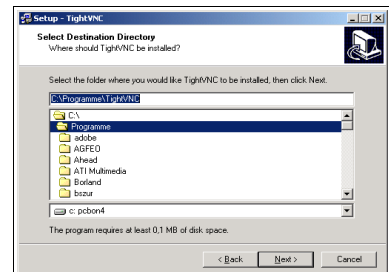 Setup - TightVNC
Select Destination Directory
Where should TightVNC be installed?
Select the folder where you would like TightVNC to be installed, then click Next.
C:\Programme\TightVNC
C:\
Programme
adobe
AGFEO
Ahead
ATI Multimedia
Borland
bszur
c: pcbon4
The program requires at least 0,1 MB of disk space.
< Back
Next >
Cancel